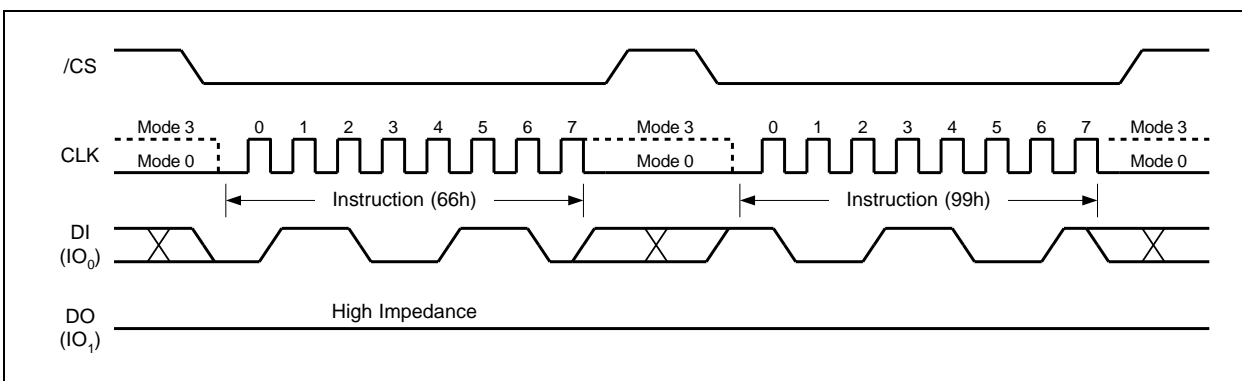 /CS
Mode 3 0 1 2 3 4 5 6 7 Mode 3 0 1 2 3 4 5 6 7 Mode 3
CLK Mode 0 Mode 0 Mode 0
Instruction (66h) Instruction (99h)
DI
(IO0)
High Impedance
DO
(IO1)